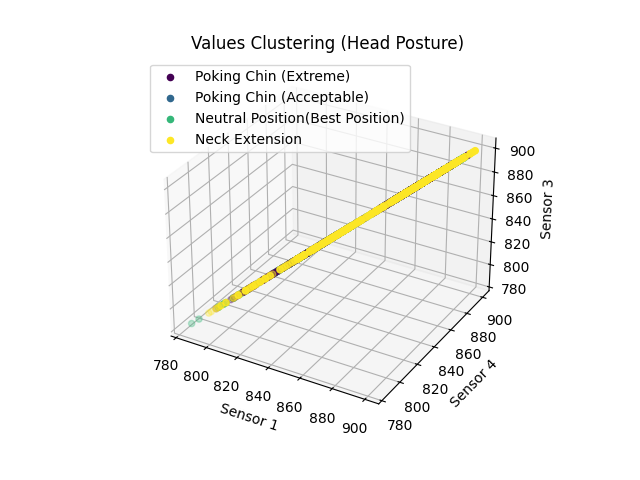 Values Clustering (Head Posture)
Poking Chin (Extreme)
Poking Chin (Acceptable)
Neutral Position(Best Position)
Neck Extension
900
880
860
840
820
800
780
Sensor 3
900
880
860
840
820
800
780
Sensor 4
780
800
820
840
860
880
900
Sensor 1